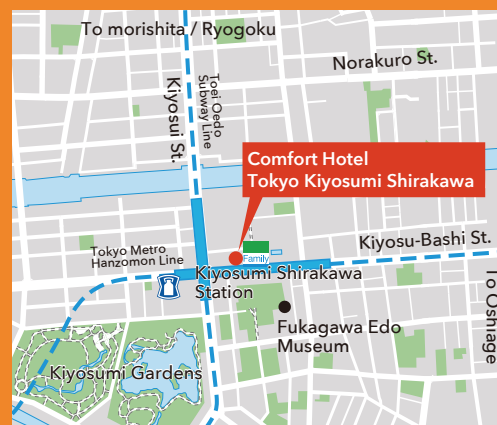 To morishita / Ryogoku
Norakuro St.
Kiyosui St.
Toei Oedo
Subway Line
Comfort Hotel
Tokyo Kiyosumi Shirakawa
Kiyosu-Bashi St.
Tokyo Metro
Hanzomon Line
Family
Kiyosumi Shirakawa
Station
To Oshiage
Fukagawa Edo
Museum
Kiyosumi Gardens